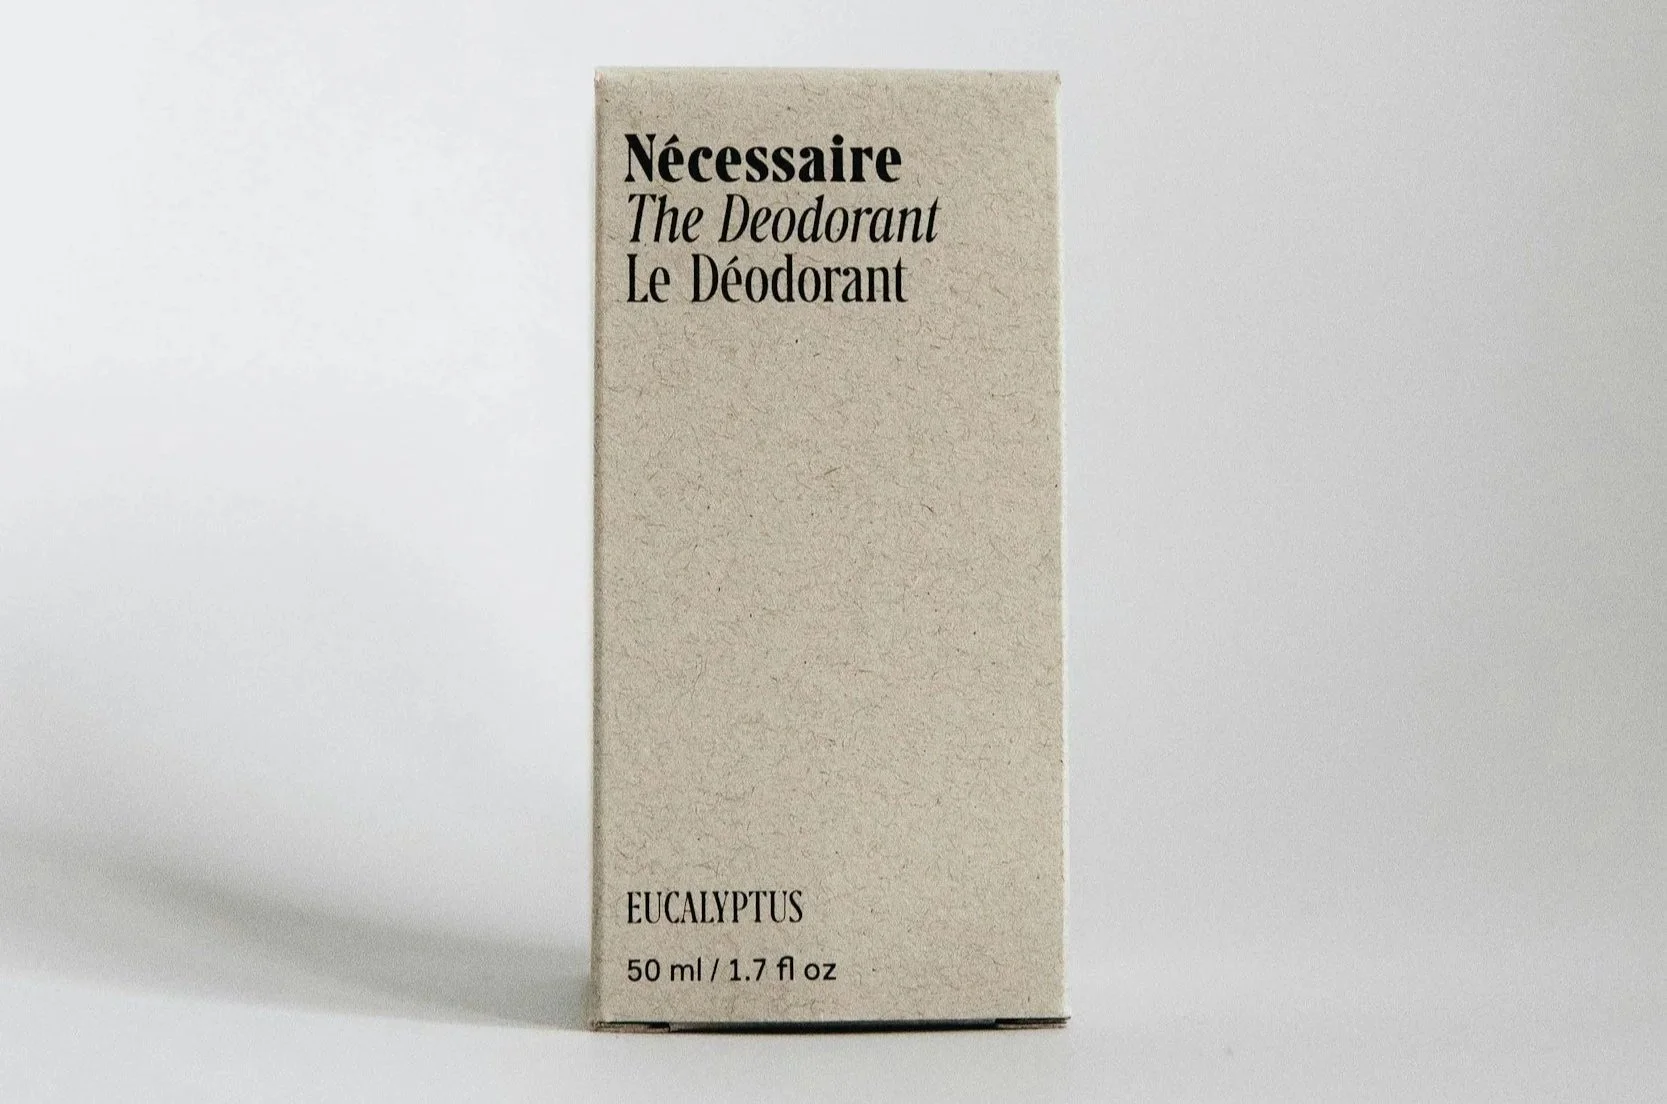 Nécessaire
The Deodorant
Le Déodorant
EUCALYPTUS
50 ml / 1.7 fl oz